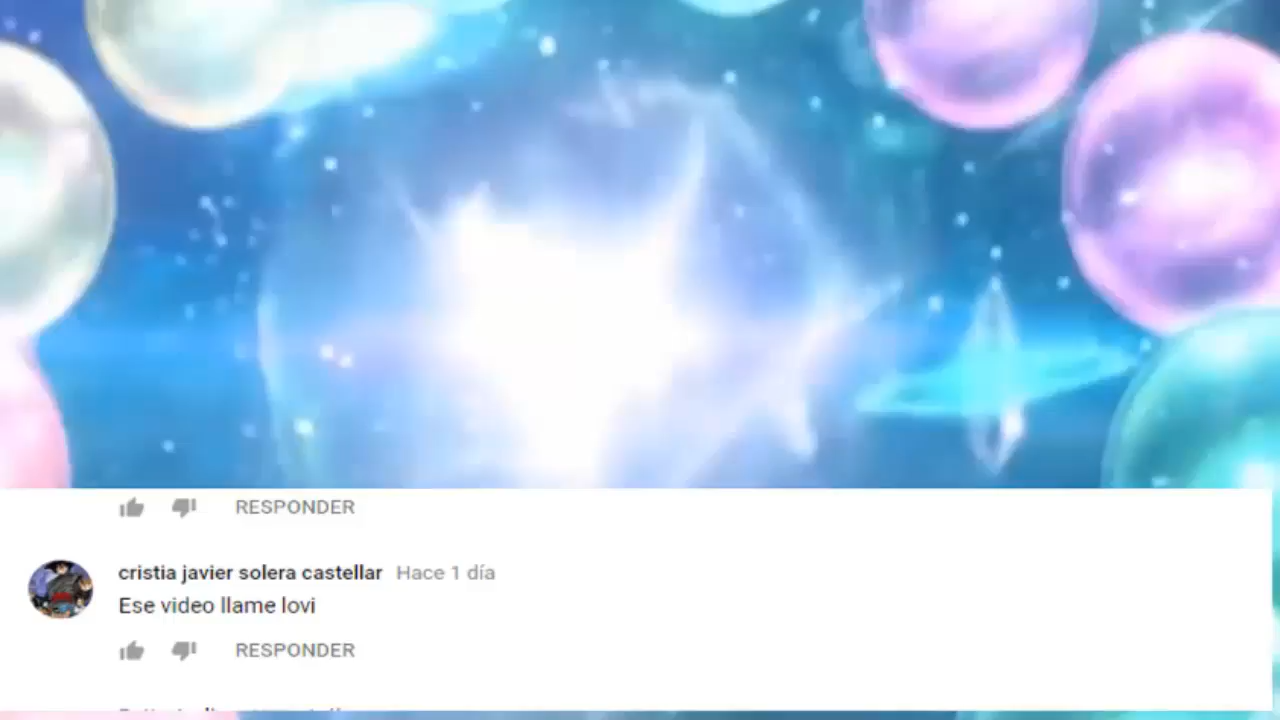 RESPONDER
cristia javier solera castellar Hace 1 día
Ese video llame lovi
RESPONDER